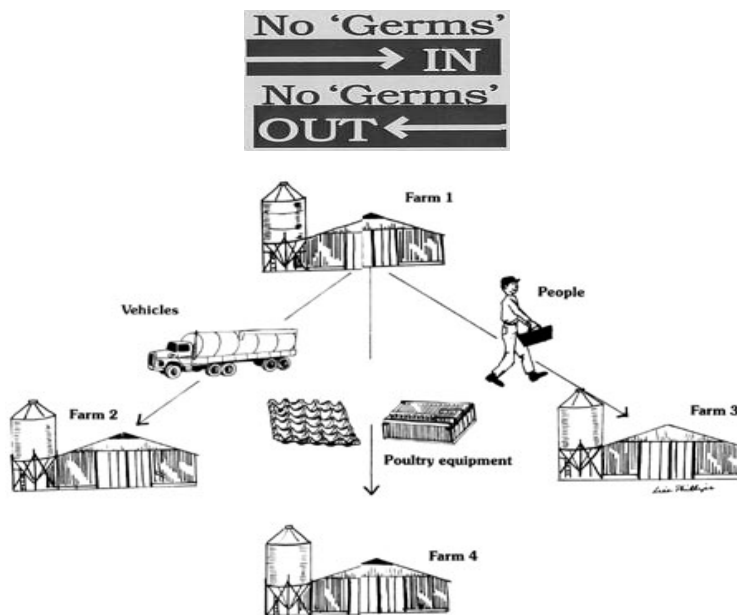 No 'Germs'
IN
No 'Germs'
OUT
Farm 1
Vehicles
People
Farm 2
Farm 3
Poultry equipment
Farm 4